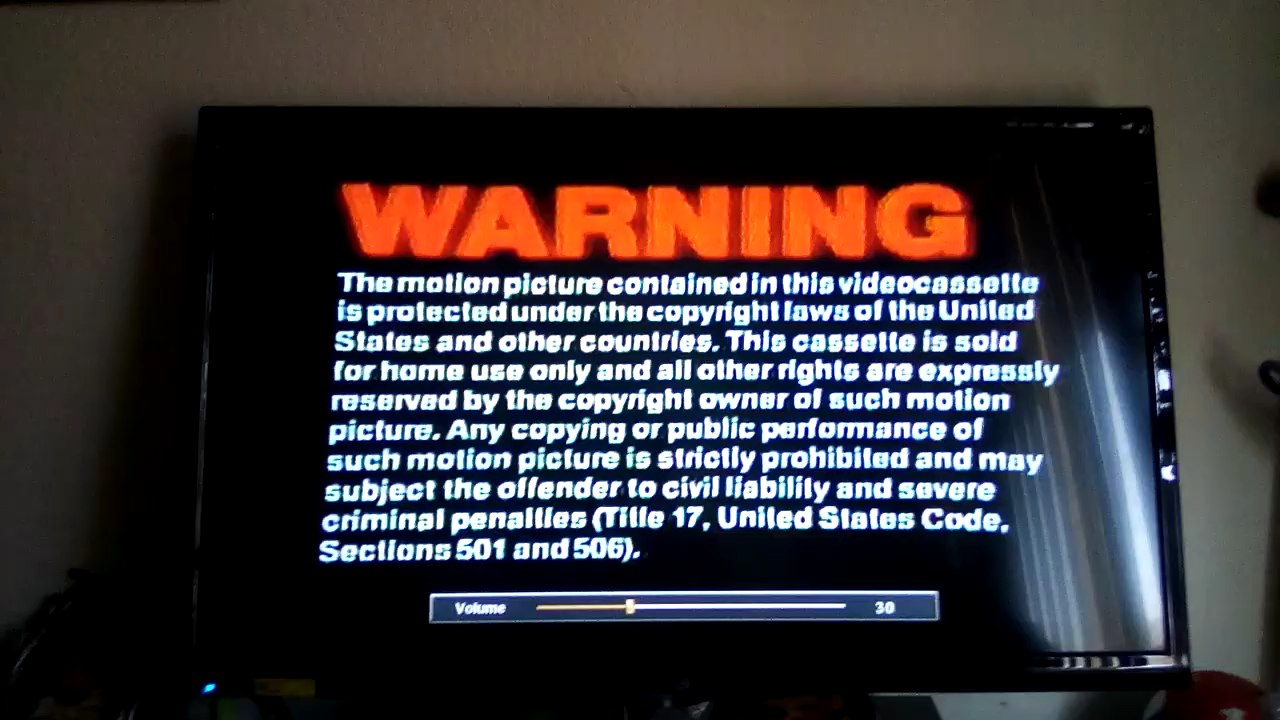 WARNING
The motion picture contained in this videocassette
is protected under the copyright laws of the United
States and other countries. This cassette is sold
for home use only and all other rights are expressly
reserved by the copyright owner of such motion
picture. Any copying or public performance of
such motion picture is strictly prohibited and may
subject the offender to civil liability and severe
criminal penalties (Title 17, United States Code,
Sections 501 and 506).
Volume 30